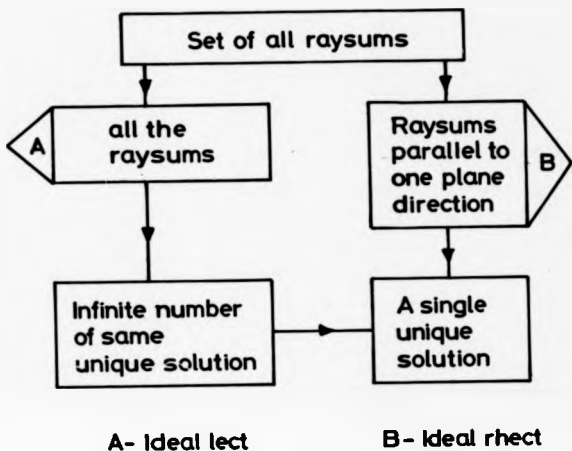 Set of all raysums
A
all the
raysums
Raysums
parallel to
one plane
direction
B
Infinite number
of same
unique solution
A single
unique
solution
A- Ideal lect
B- Ideal rhect